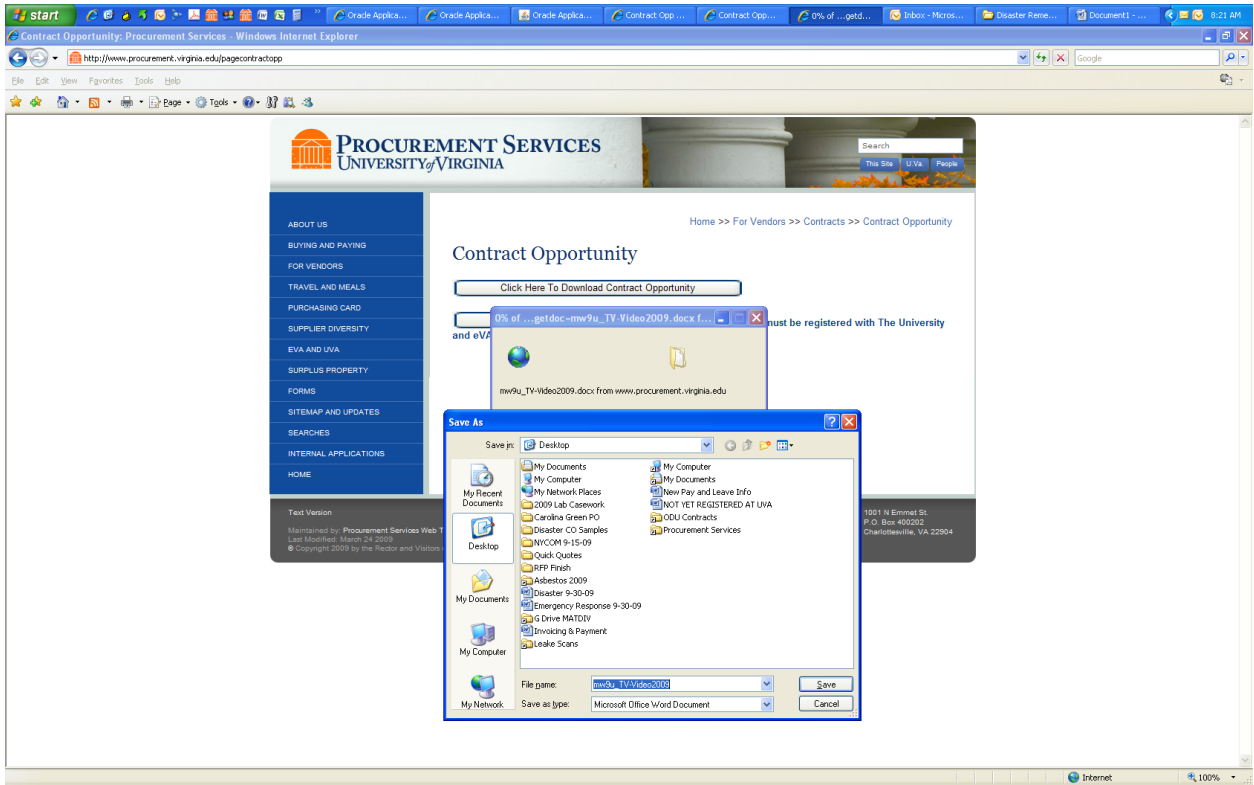 start
Oracle Applica...
Oracle Applica...
Oracle Applica...
Contract Opp ...
Contract Opp...
0% of ...getd...
Inbox - Micros...
Disaster Reme...
Document1 - ...
8:21 AM
Contract Opportunity: Procurement Services - Windows Internet Explorer
http://www.procurement.virginia.edu/pagecontractopp
Google
File Edit View Favorites Tools Help
Page Tools
PROCUREMENT SERVICES
UNIVERSITY of VIRGINIA
Search
This Site U.Va People
ABOUT US
BUYING AND PAYING
FOR VENDORS
TRAVEL AND MEALS
PURCHASING CARD
SUPPLIER DIVERSITY
EVA AND UVA
SURPLUS PROPERTY
FORMS
SITEMAP AND UPDATES
SEARCHES
INTERNAL APPLICATIONS
HOME
Home >> For Vendors >> Contracts >> Contract Opportunity
Contract Opportunity
Click Here To Download Contract Opportunity
must be registered with The University
and eVA
0% of ...getdoc-mw9u_TV-Video2009.docx f...
mw9u_TV-Video2009.docx from www.procurement.virginia.edu
Save As
Save in: Desktop
My Recent Documents
Desktop
My Documents
My Computer
My Network
My Documents
My Computer
My Network Places
2009 Lab Casework
Carolina Green PO
Disaster CO Samples
NYCOM 9-15-09
Quick Quotes
RFP Finish
Asbestos 2009
Disaster 9-30-09
Emergency Response 9-30-09
G Drive MATDIV
Invoicing & Payment
Leake Scans
My Computer
My Documents
New Pay and Leave Info
NOT YET REGISTERED AT UVA
ODU Contracts
Procurement Services
File name: mw9u_TV-Video2009
Save
Save as type: Microsoft Office Word Document
Cancel
Text Version
Maintained by: Procurement Services Web T
Last Modified: March 24 2009
© Copyright 2009 by the Rector and Visitors
1001 N Emmet St.
P.O. Box 400202
Charlottesville, VA 22904
Internet
100%